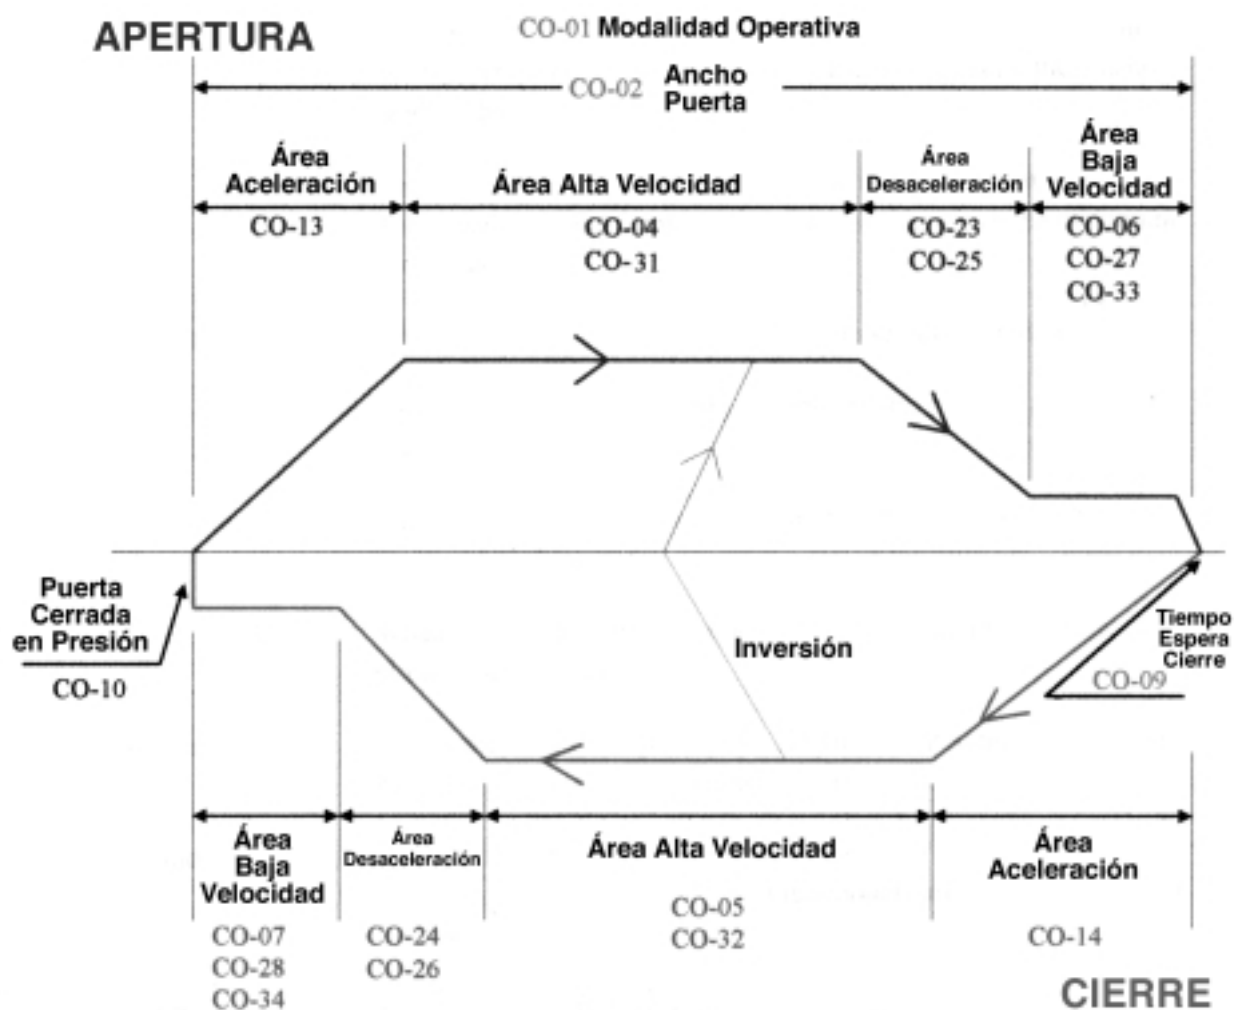 APERTURA
CO-01 Modalidad Operativa
CO-02 Ancho
Puerta
Área
Aceleración
CO-13
Área Alta Velocidad
CO-04
CO-31
Área
Desaceleración
CO-23
CO-25
Área
Baja
Velocidad
CO-06
CO-27
CO-33
Puerta
Cerrada
en Presión
CO-10
Inversión
Tiempo
Espera
Cierre
CO-09
Área
Baja
Velocidad
CO-07
CO-28
CO-34
Área
Desaceleración
CO-24
CO-26
Área Alta Velocidad
CO-05
CO-32
Área
Aceleración
CO-14
CIERRE